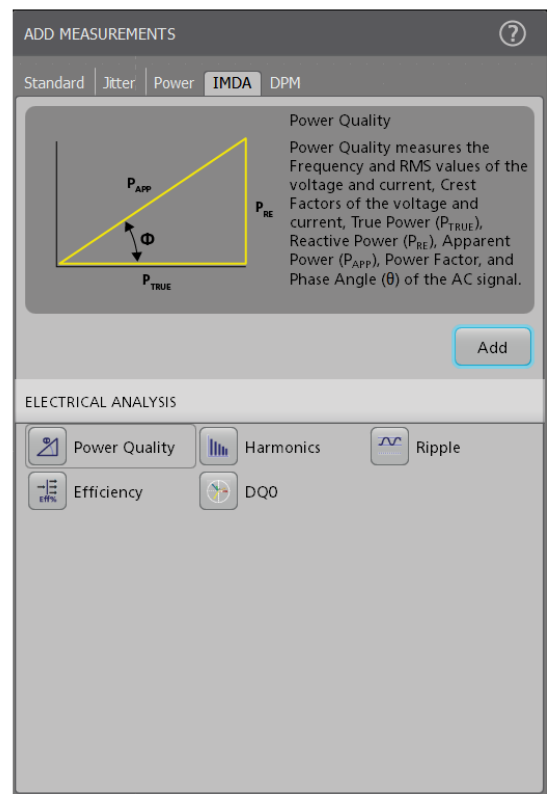 ADD MEASUREMENTS
?
Standard Jitter Power IMDA DPM
Power Quality
Power Quality measures the
Frequency and RMS values of the
voltage and current, Crest
Factors of the voltage and
current, True Power (PTRUE),
Reactive Power (PRE), Apparent
Power (PAPP), Power Factor, and
Phase Angle (θ) of the AC signal.
PAPP
PRE
Φ
PTRUE
Add
ELECTRICAL ANALYSIS
Φ Power Quality Harmonics Ripple
Eff% Efficiency DQ0